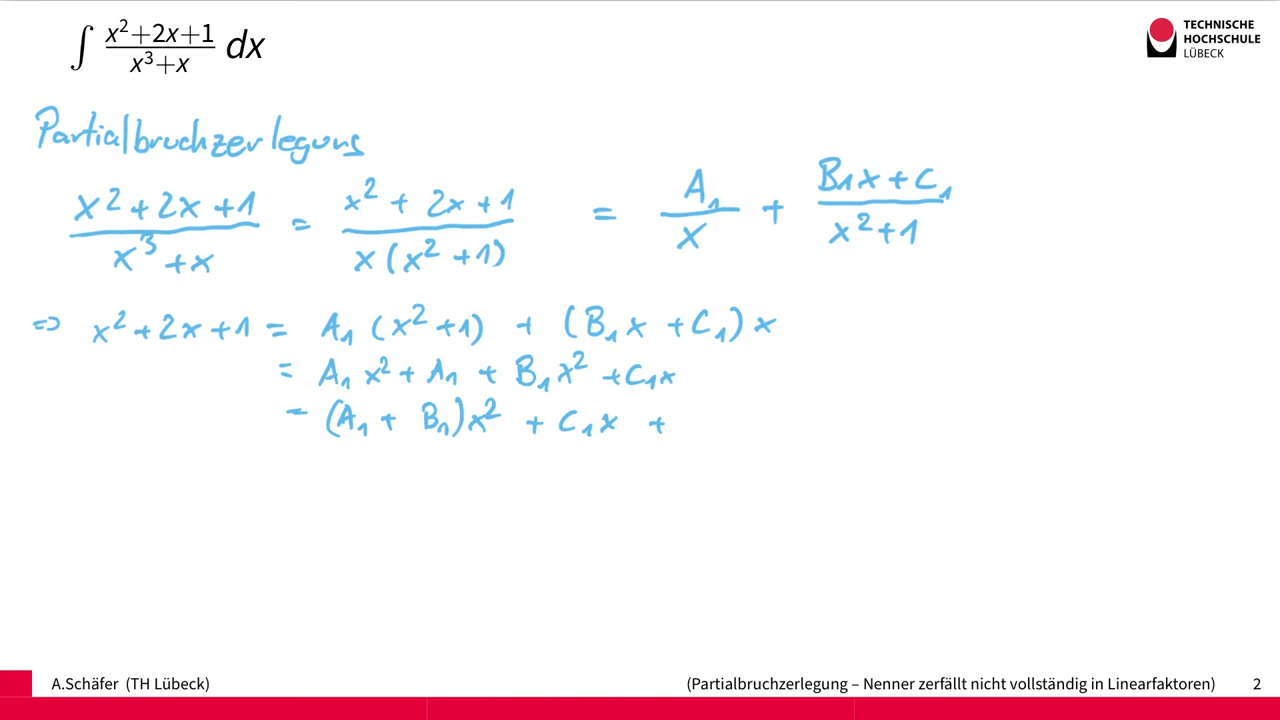 ∫ (x²+2x+1)/(x³+x) dx
TECHNISCHE
HOCHSCHULE
LÜBECK
Partialbruchzerlegung
(x²+2x+1)/(x³+x) = (x²+2x+1)/(x(x²+1)) = A₁/x + (B₁x+C₁)/(x²+1)
=> x²+2x+1 = A₁(x²+1) + (B₁x+C₁)x
= A₁x²+A₁+B₁x²+C₁x
= (A₁+B₁)x²+C₁x+
A.Schäfer (TH Lübeck)
(Partialbruchzerlegung – Nenner zerfällt nicht vollständig in Linearfaktoren)
2